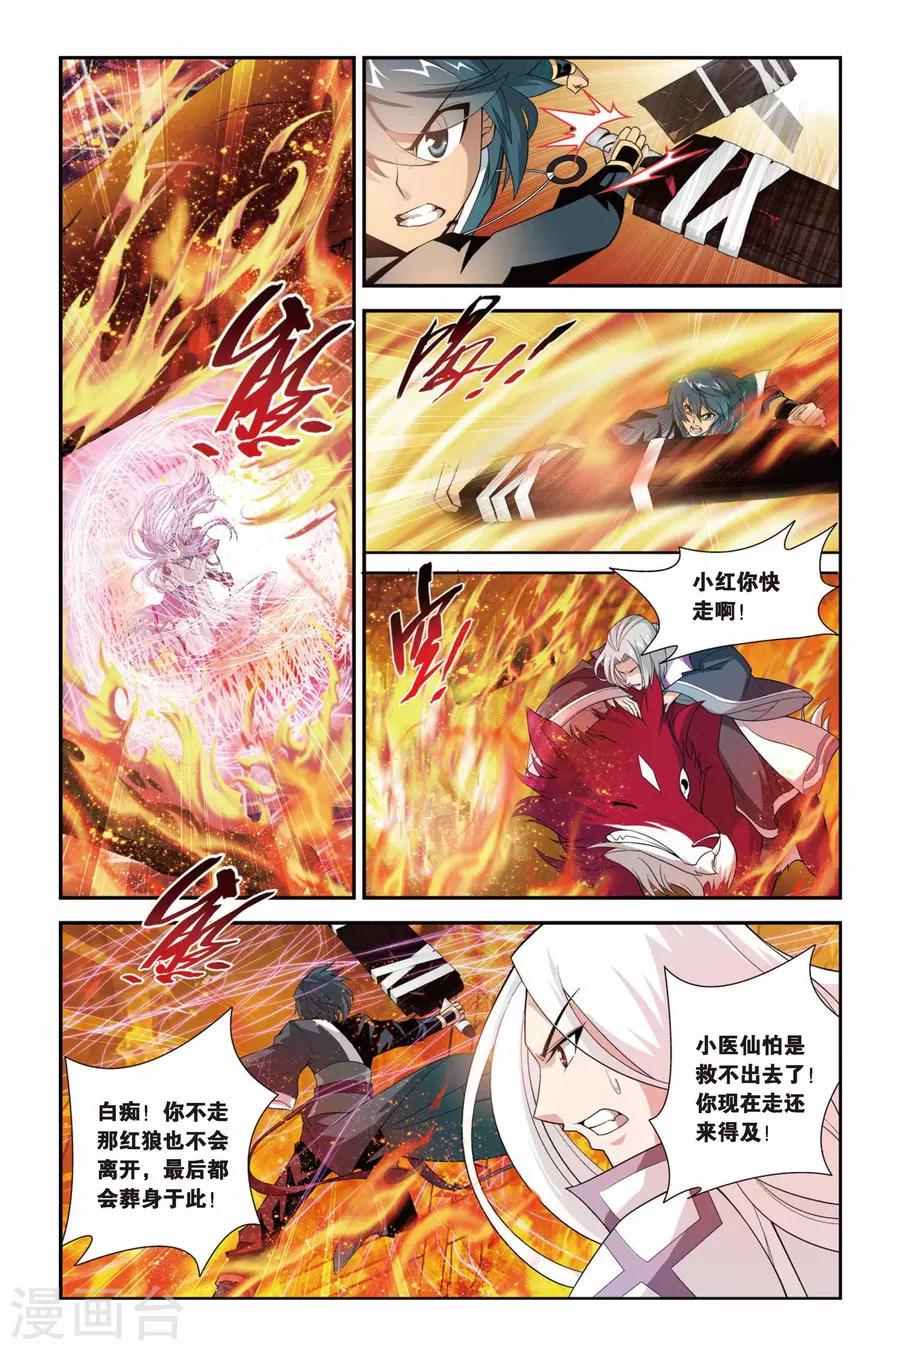 喝!!
小红你快
走啊!
小医仙怕是
救不出去了!
你现在走还
来得及!
白痴!你不走
那红狼也不会
离开,最后都
会葬身于此!
漫画台